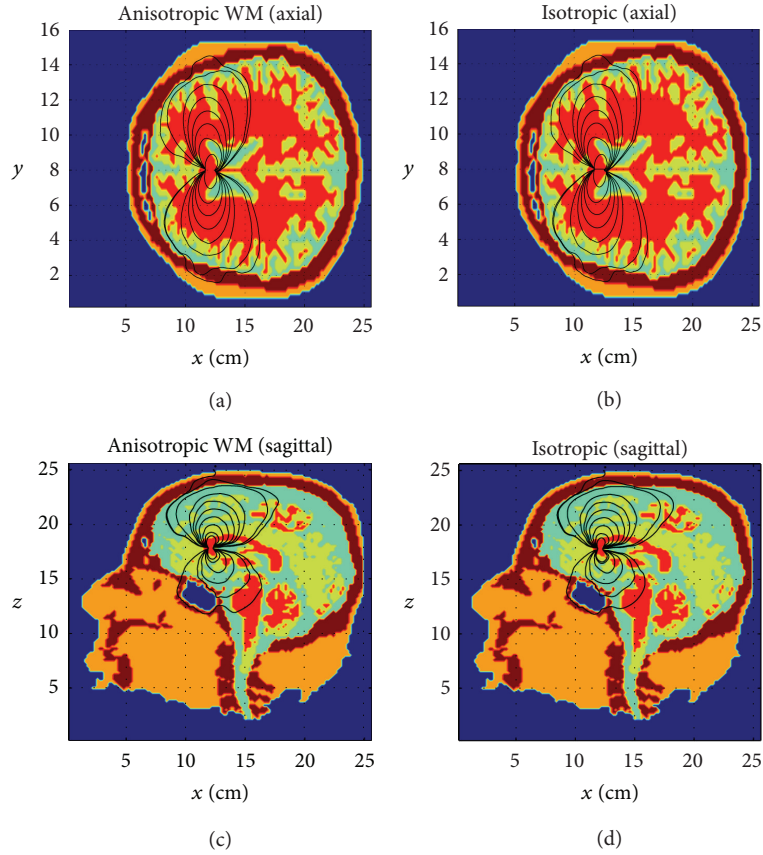 Anisotropic WM (axial)
16
14
12
10
8
6
4
2
y
5 10 15 20 25
x (cm)
(a)
Isotropic (axial)
16
14
12
10
8
6
4
2
y
5 10 15 20 25
x (cm)
(b)
Anisotropic WM (sagittal)
25
20
15
10
5
z
5 10 15 20 25
x (cm)
(c)
Isotropic (sagittal)
25
20
15
10
5
z
5 10 15 20 25
x (cm)
(d)